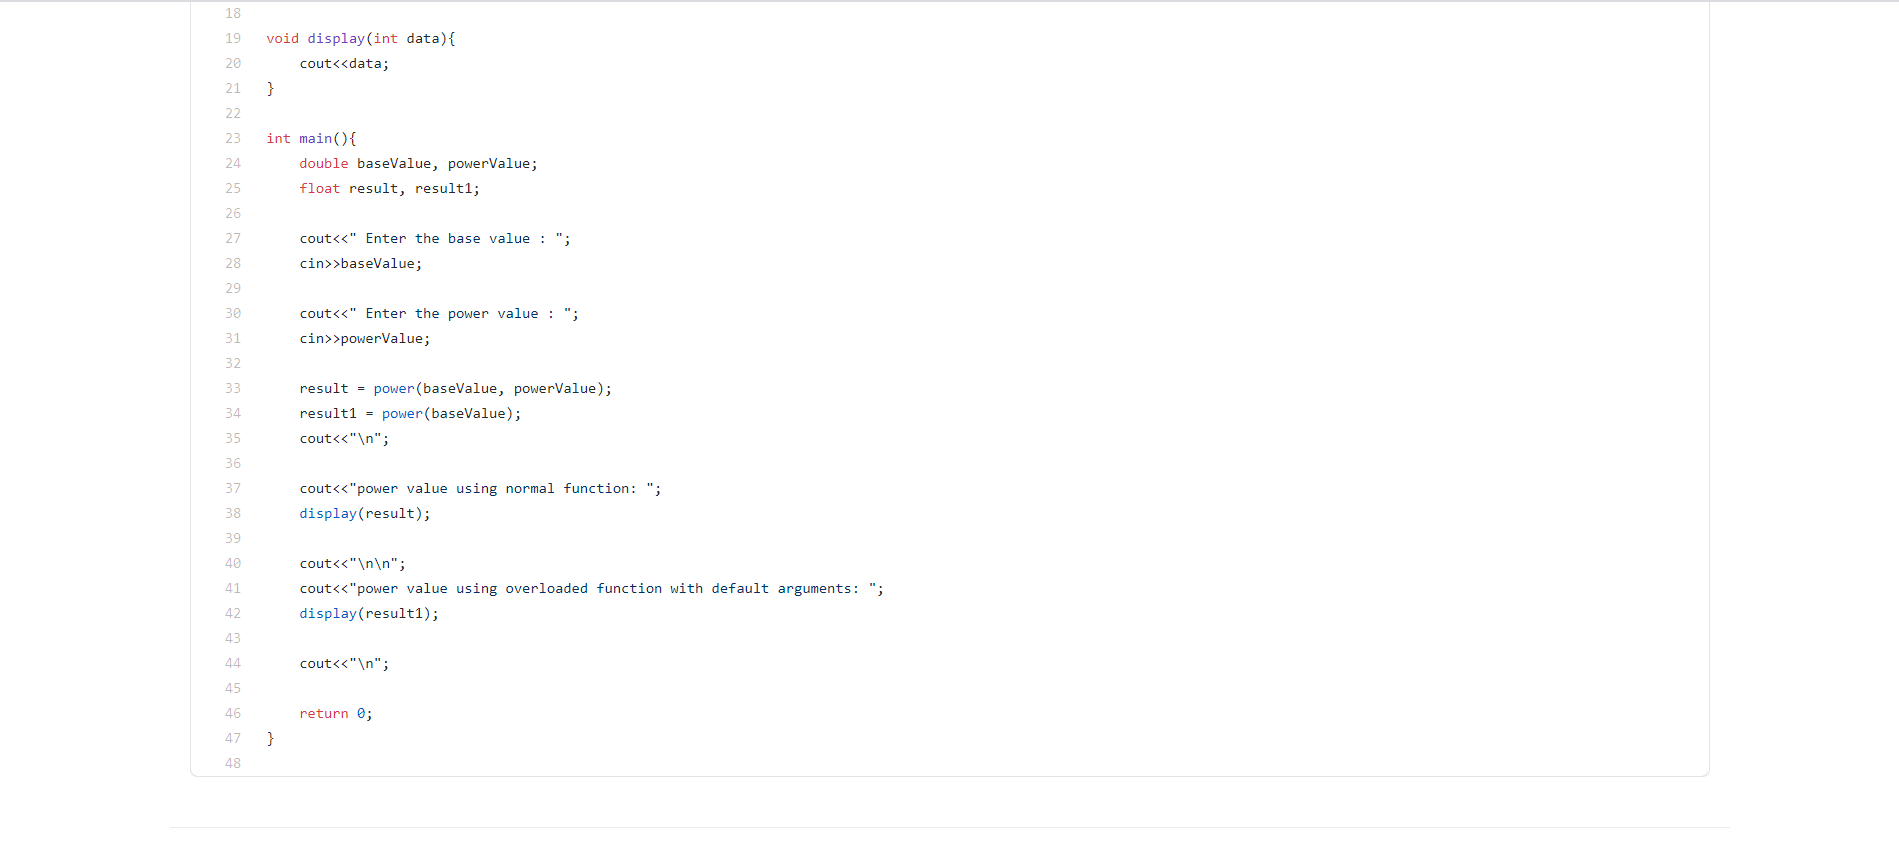 18
19 void display(int data){
20     cout<<data;
21 }
22
23 int main(){
24     double baseValue, powerValue;
25     float result, result1;
26
27     cout<<" Enter the base value : ";
28     cin>>baseValue;
29
30     cout<<" Enter the power value : ";
31     cin>>powerValue;
32
33     result = power(baseValue, powerValue);
34     result1 = power(baseValue);
35     cout<<"\n";
36
37     cout<<"power value using normal function: ";
38     display(result);
39
40     cout<<"\n\n";
41     cout<<"power value using overloaded function with default arguments: ";
42     display(result1);
43
44     cout<<"\n";
45
46     return 0;
47 }
48